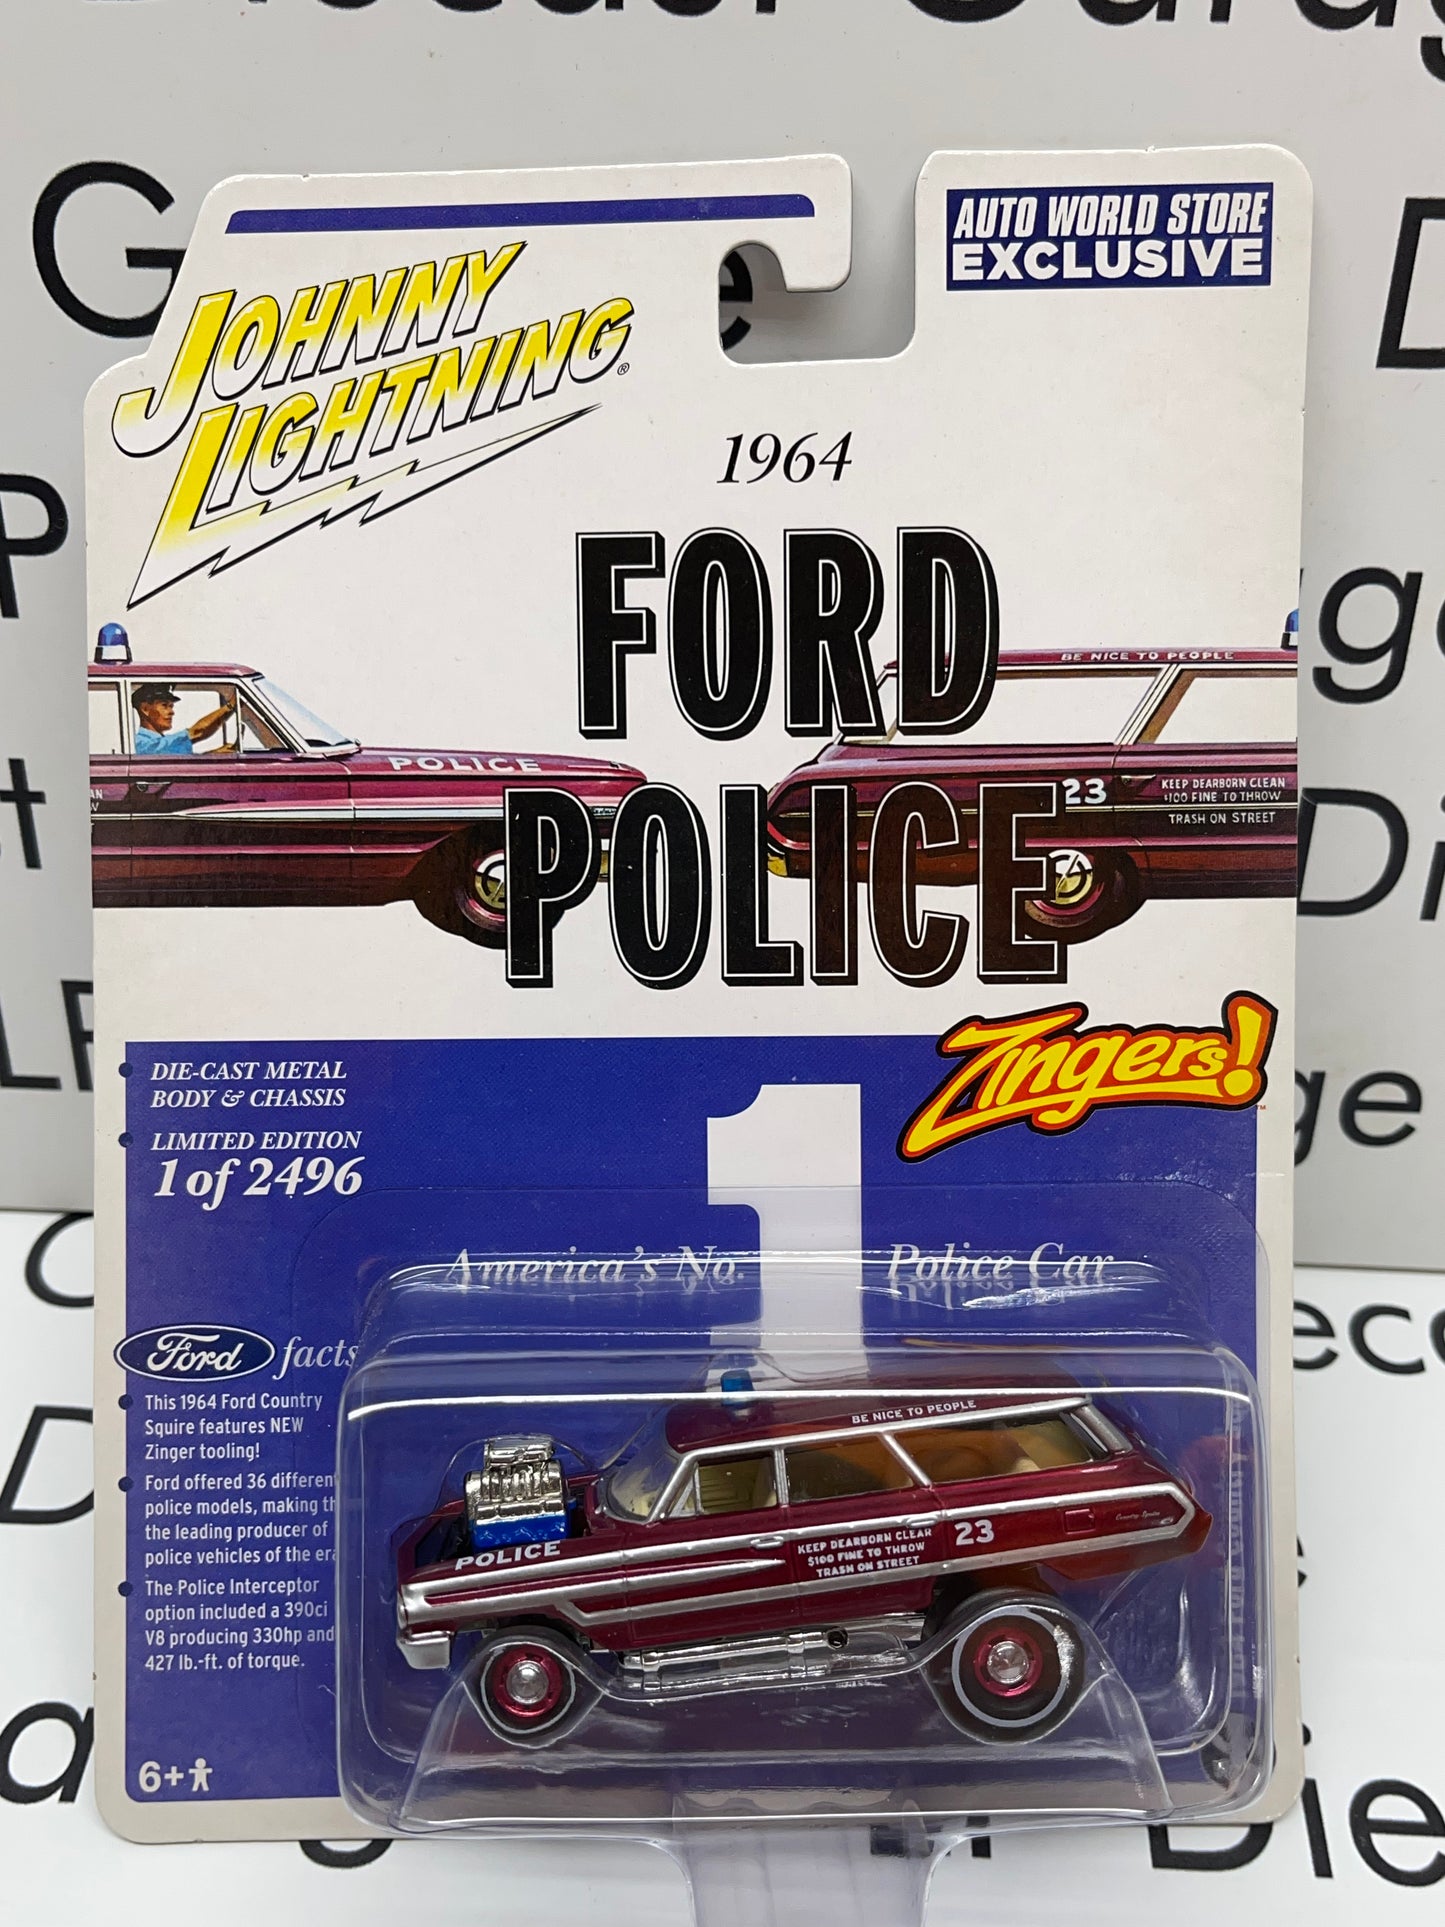 AUTO WORLD STORE
EXCLUSIVE
JOHNNY
LIGHTNING®
1964
FORD
POLICE
BE NICE TO PEOPLE
POLICE
23
KEEP DEARBORN CLEAN
$100 FINE TO THROW
TRASH ON STREET
Zingers!
DIE-CAST METAL
BODY & CHASSIS
LIMITED EDITION
1 of 2496
America's No. 1 Police Car
Ford facts
This 1964 Ford Country
Squire features NEW
Zinger tooling!
Ford offered 36 different
police models, making th
the leading producer of
police vehicles of the era
The Police Interceptor
option included a 390ci
V8 producing 330hp and
427 lb.-ft. of torque.
6+
BE NICE TO PEOPLE
POLICE
KEEP DEARBORN CLEAR
$100 FINE TO THROW
TRASH ON STREET
23
Country Squire